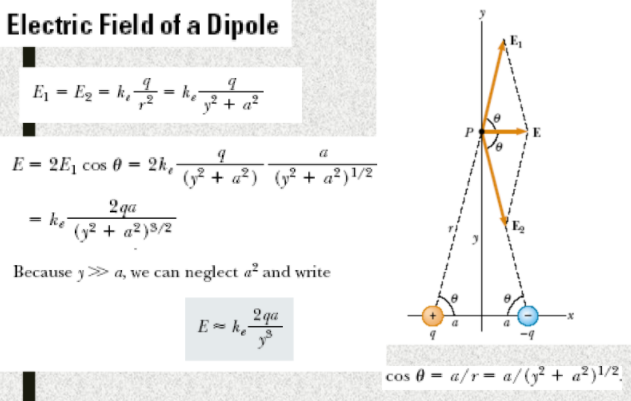 Electric Field of a Dipole
E₁ = E₂ = kₑ q/r² = kₑ q/(y² + a²)
E = 2E₁ cos θ = 2kₑ q/(y² + a²) a/(y² + a²)^1/2
= kₑ 2qa/(y² + a²)^3/2
Because y >> a, we can neglect a² and write
E ≈ kₑ 2qa/y³
y
E₁
θ
P
E
θ
E₂
r
y
θ
θ
+
a
a
−
x
q
−q
cos θ = a/r = a/(y² + a²)^1/2.